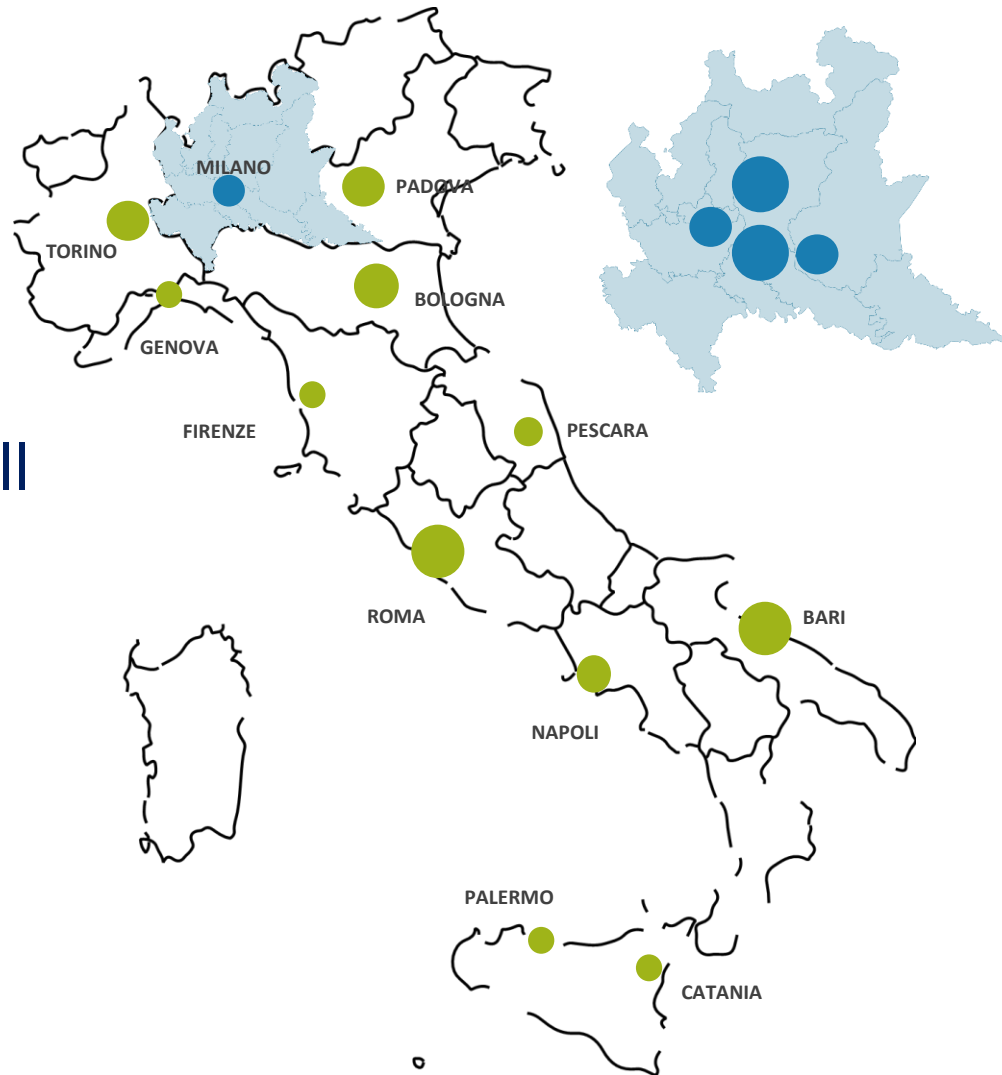 MILANO
PADOVA
TORINO
BOLOGNA
GENOVA
FIRENZE
PESCARA
ROMA
BARI
NAPOLI
PALERMO
CATANIA